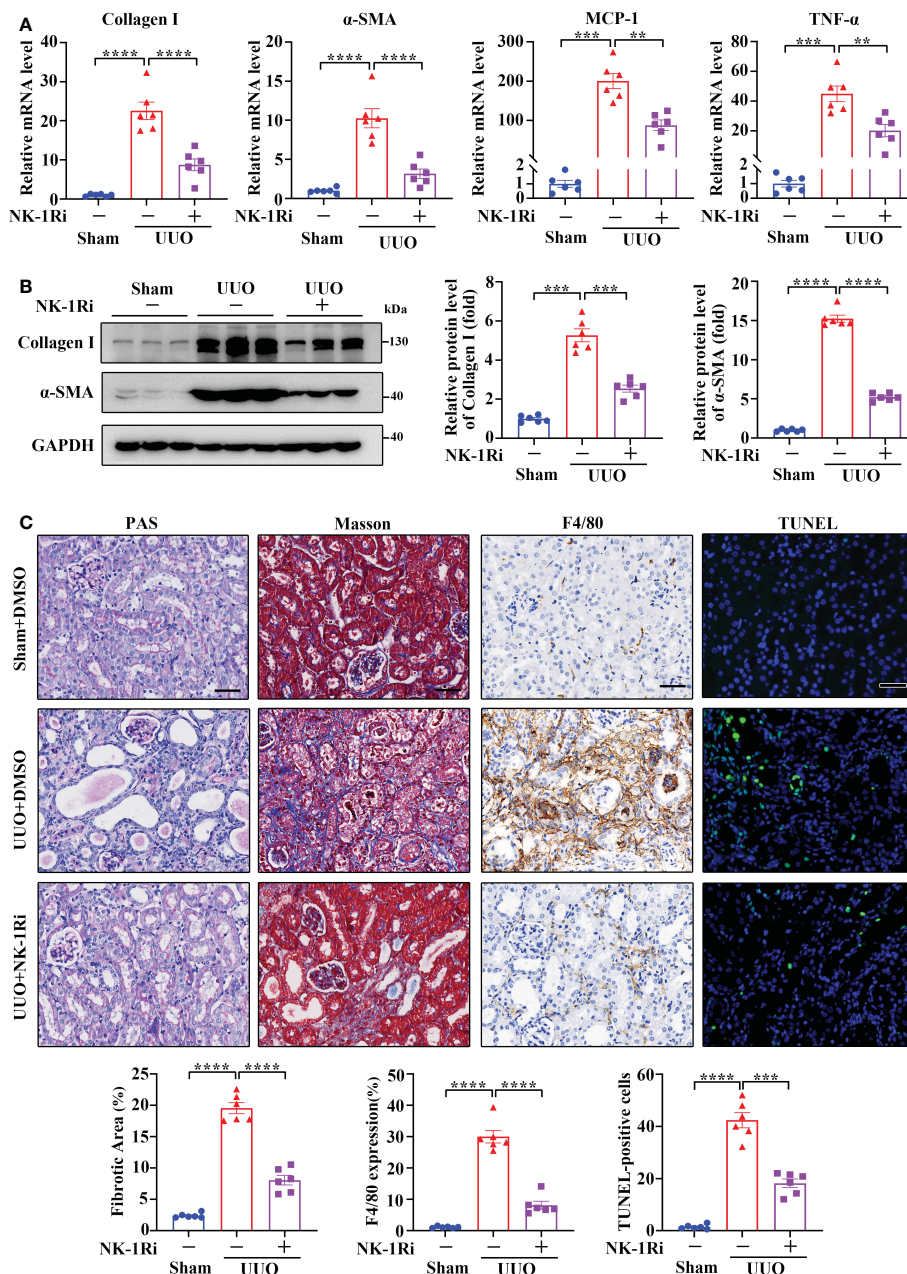 A
Collagen I
α-SMA
MCP-1
TNF-α
Relative mRNA level
40
30
20
10
0
**** ****
NK-1Ri − − +
Sham UUO
Relative mRNA level
20
15
10
5
0
**** ****
NK-1Ri − − +
Sham UUO
Relative mRNA level
300
200
100
2
1
0
*** **
NK-1Ri − − +
Sham UUO
Relative mRNA level
80
60
40
20
2
1
0
*** **
NK-1Ri − − +
Sham UUO
B
Sham UUO UUO
NK-1Ri − − + kDa
Collagen I 130
α-SMA 40
GAPDH 40
Relative protein level
of Collagen I (fold)
8
6
4
2
0
*** ***
NK-1Ri − − +
Sham UUO
Relative protein level
of α-SMA (fold)
20
15
10
5
0
**** ****
NK-1Ri − − +
Sham UUO
C
PAS Masson F4/80 TUNEL
Sham+DMSO
UUO+DMSO
UUO+NK-1Ri
Fibrotic Area (%)
25
20
15
10
5
0
**** ****
NK-1Ri − − +
Sham UUO
F4/80 expression(%)
50
40
30
20
10
0
**** ****
NK-1Ri − − +
Sham UUO
TUNEL-positive cells
60
40
20
0
**** ***
NK-1Ri − − +
Sham UUO